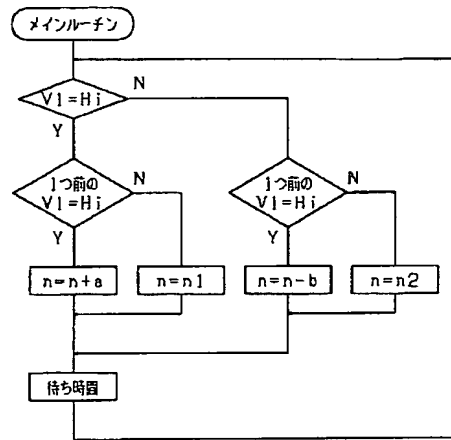 メインルーチン
V1=Hi
N
Y
1つ前の
V1=Hi
N
Y
1つ前の
V1=Hi
N
Y
n=n+a
n=n1
n=n-b
n=n2
待ち時間